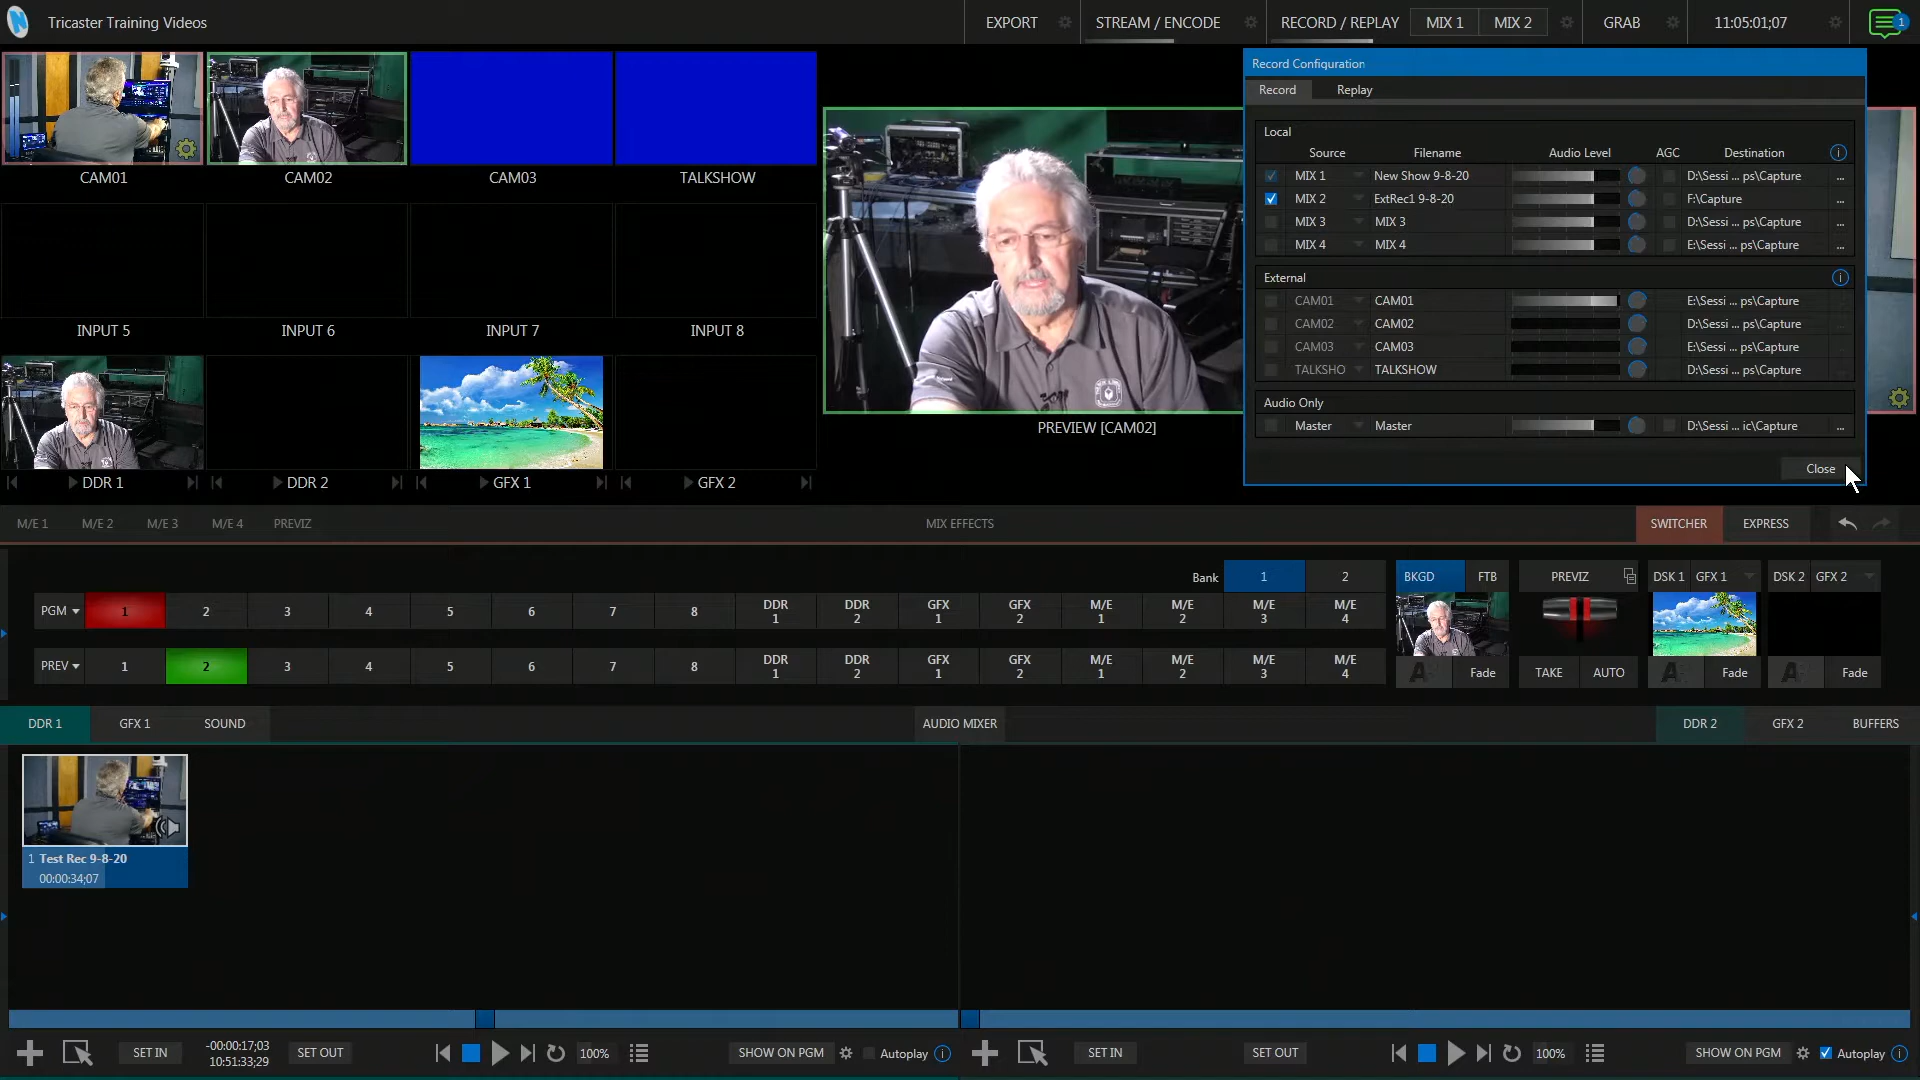 Tricaster Training Videos
EXPORT
STREAM / ENCODE
RECORD / REPLAY
MIX 1
MIX 2
GRAB
11:05:01;07
1
CAM01
CAM02
CAM03
TALKSHOW
INPUT 5
INPUT 6
INPUT 7
INPUT 8
DDR 1
DDR 2
GFX 1
GFX 2
PREVIEW [CAM02]
Record Configuration
Record Replay
Local
Source Filename Audio Level AGC Destination
MIX 1 New Show 9-8-20 D:\Sessi ... ps\Capture ...
MIX 2 ExtRec1 9-8-20 F:\Capture ...
MIX 3 MIX 3 D:\Sessi ... ps\Capture ...
MIX 4 MIX 4 E:\Sessi ... ps\Capture ...
External
CAM01 CAM01 E:\Sessi ... ps\Capture
CAM02 CAM02 D:\Sessi ... ps\Capture
CAM03 CAM03 E:\Sessi ... ps\Capture
TALKSHO TALKSHOW D:\Sessi ... ps\Capture
Audio Only
Master Master D:\Sessi ... ic\Capture ...
Close
M/E 1 M/E 2 M/E 3 M/E 4 PREVIZ
MIX EFFECTS
SWITCHER EXPRESS
Bank 1 2
PGM 1 2 3 4 5 6 7 8 DDR 1 DDR 2 GFX 1 GFX 2 M/E 1 M/E 2 M/E 3 M/E 4
PREV 1 2 3 4 5 6 7 8 DDR 1 DDR 2 GFX 1 GFX 2 M/E 1 M/E 2 M/E 3 M/E 4
BKGD FTB
PREVIZ
DSK 1 GFX 1
DSK 2 GFX 2
A Fade
TAKE AUTO
A Fade
A Fade
DDR 1 GFX 1 SOUND
AUDIO MIXER
DDR 2 GFX 2 BUFFERS
1 Test Rec 9-8-20
00:00:34;07
SET IN
-00:00:17;03
10:51:33;29
SET OUT
100%
SHOW ON PGM
Autoplay
SET IN
SET OUT
100%
SHOW ON PGM
Autoplay